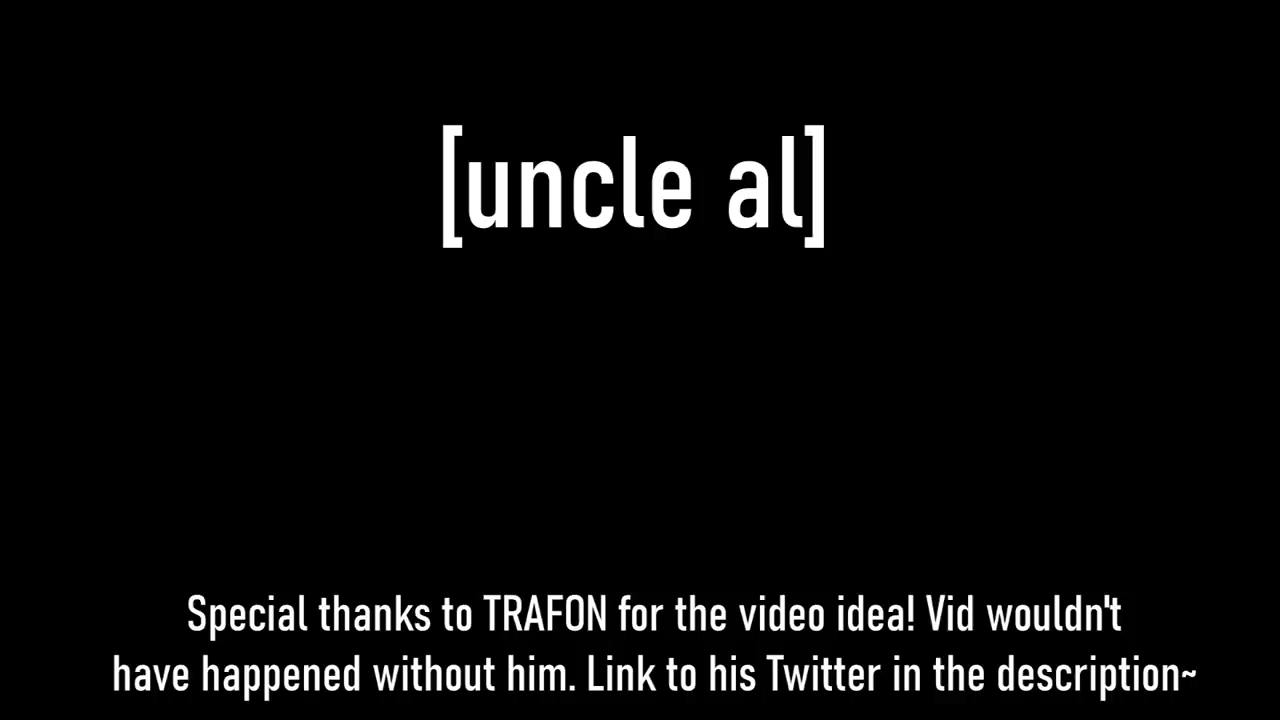 [uncle al]
Special thanks to TRAFON for the video idea! Vid wouldn't
have happened without him. Link to his Twitter in the description~